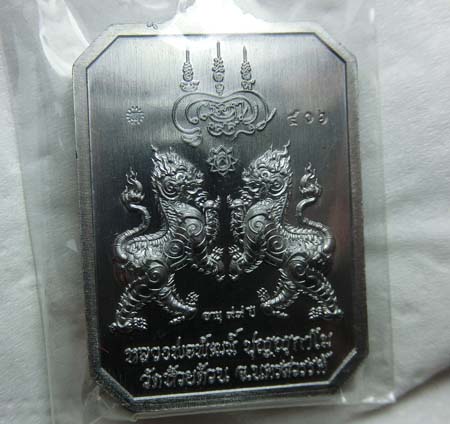 ๔๑๖
อายุ ๙๘ ปี
หลวงพ่อพัฒน์ ปุญญกาโม
วัดห้วยด้วน จ.นครสวรรค์